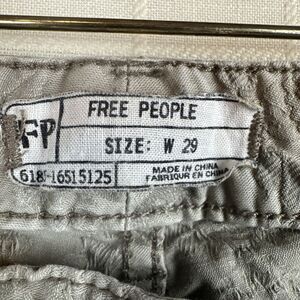 FREE PEOPLE
FP
SIZE: W 29
618-16515125
MADE IN CHINA
FABRIQUÉ EN CHINE